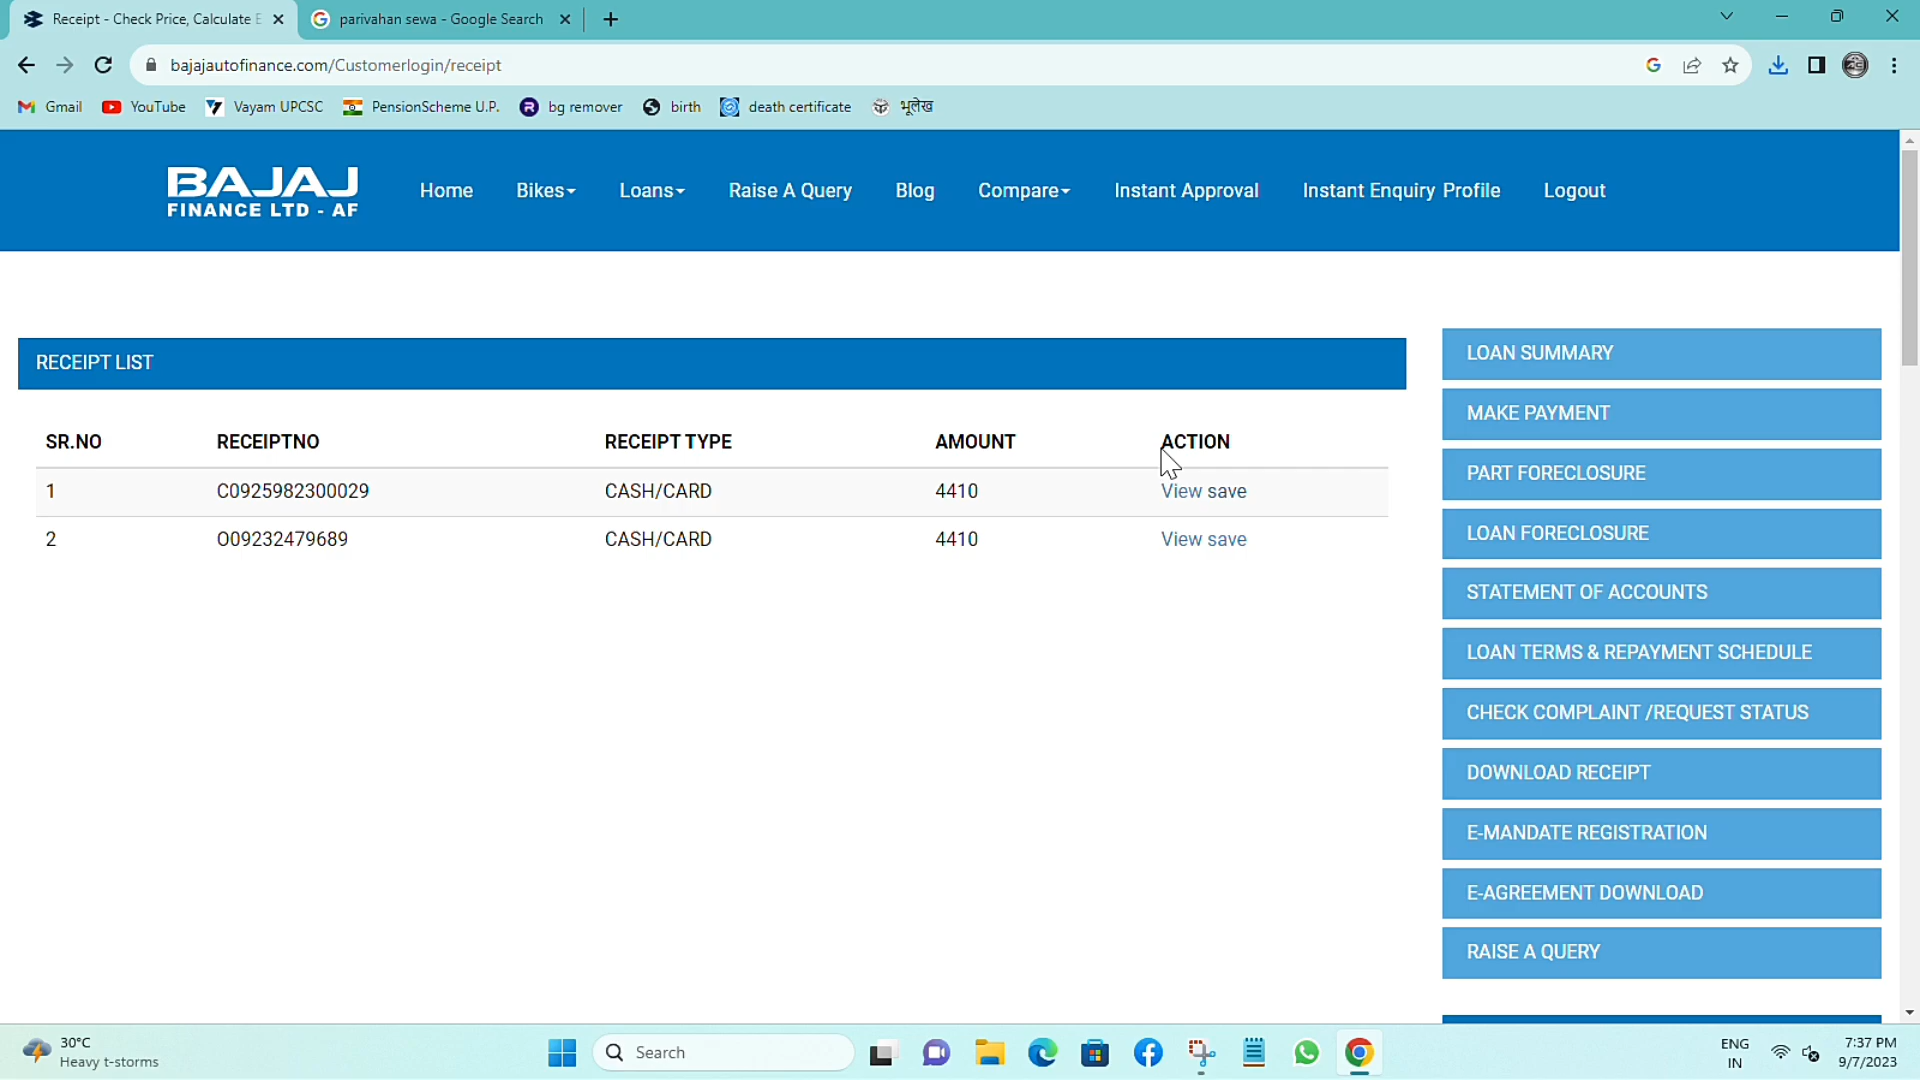 Receipt - Check Price, Calculate E
parivahan sewa - Google Search
bajajautofinance.com/Customerlogin/receipt
Gmail YouTube Vayam UPCSC PensionScheme U.P. bg remover birth death certificate भूलेख
BAJAJ
FINANCE LTD - AF
Home Bikes Loans Raise A Query Blog Compare Instant Approval Instant Enquiry Profile Logout
RECEIPT LIST
SR.NO RECEIPTNO RECEIPT TYPE AMOUNT ACTION
1 C0925982300029 CASH/CARD 4410 View save
2 O09232479689 CASH/CARD 4410 View save
LOAN SUMMARY
MAKE PAYMENT
PART FORECLOSURE
LOAN FORECLOSURE
STATEMENT OF ACCOUNTS
LOAN TERMS & REPAYMENT SCHEDULE
CHECK COMPLAINT /REQUEST STATUS
DOWNLOAD RECEIPT
E-MANDATE REGISTRATION
E-AGREEMENT DOWNLOAD
RAISE A QUERY
30°C
Heavy t-storms
Search
ENG
IN
7:37 PM
9/7/2023